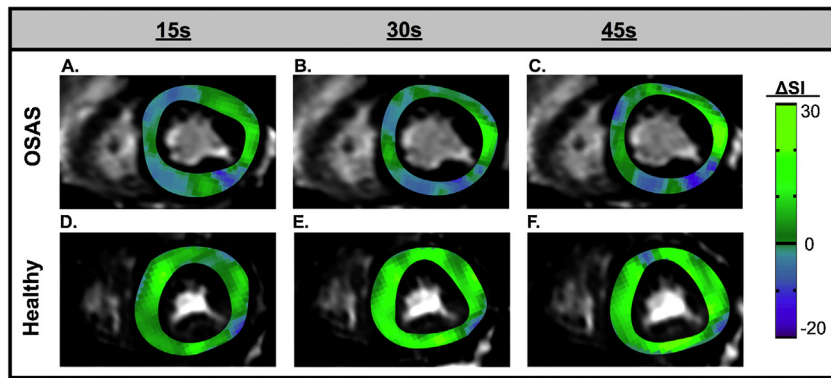 15s 30s 45s
A. B. C.
OSAS
D. E. F.
Healthy
ΔSI
30
0
-20